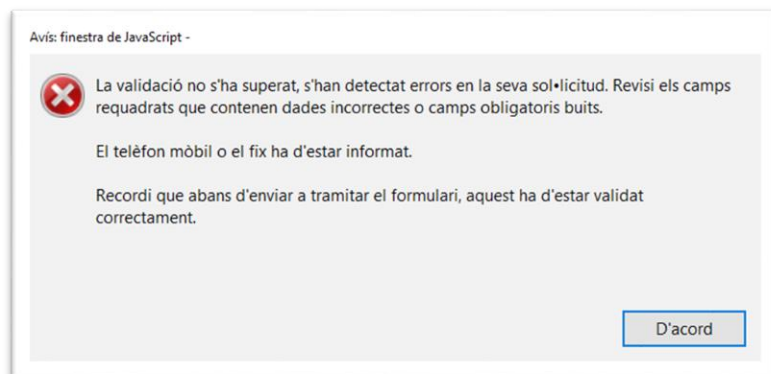 Avís: finestra de JavaScript -
La validació no s'ha superat, s'han detectat errors en la seva sol•licitud. Revisi els camps
requadrats que contenen dades incorrectes o camps obligatoris buits.
El telèfon mòbil o el fix ha d'estar informat.
Recordi que abans d'enviar a tramitar el formulari, aquest ha d'estar validat
correctament.
D'acord